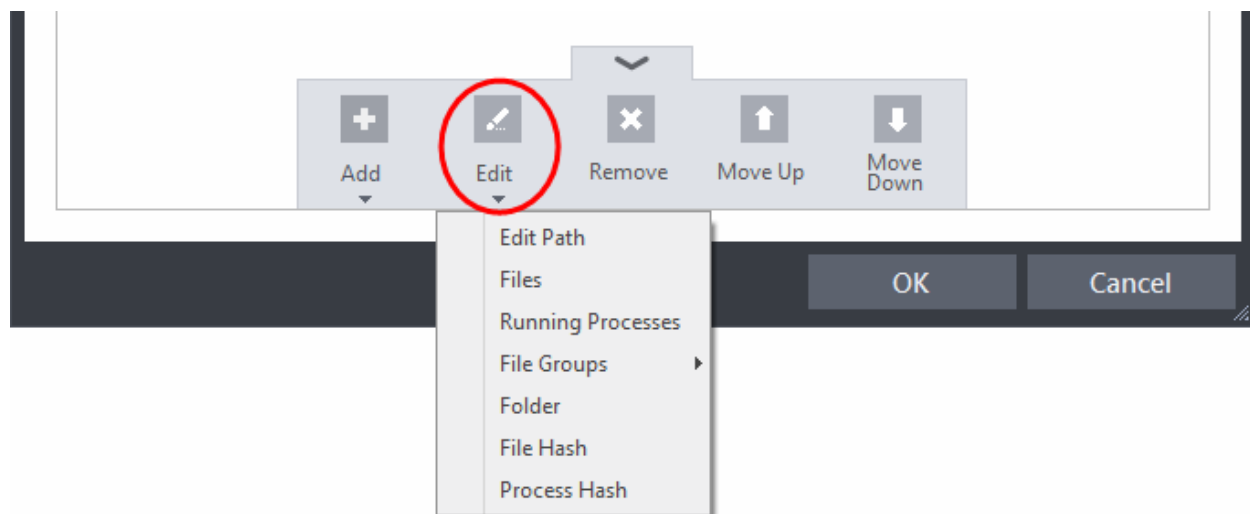 Add
Edit
Remove
Move Up
Move
Down
Edit Path
Files
Running Processes
File Groups
Folder
File Hash
Process Hash
OK
Cancel